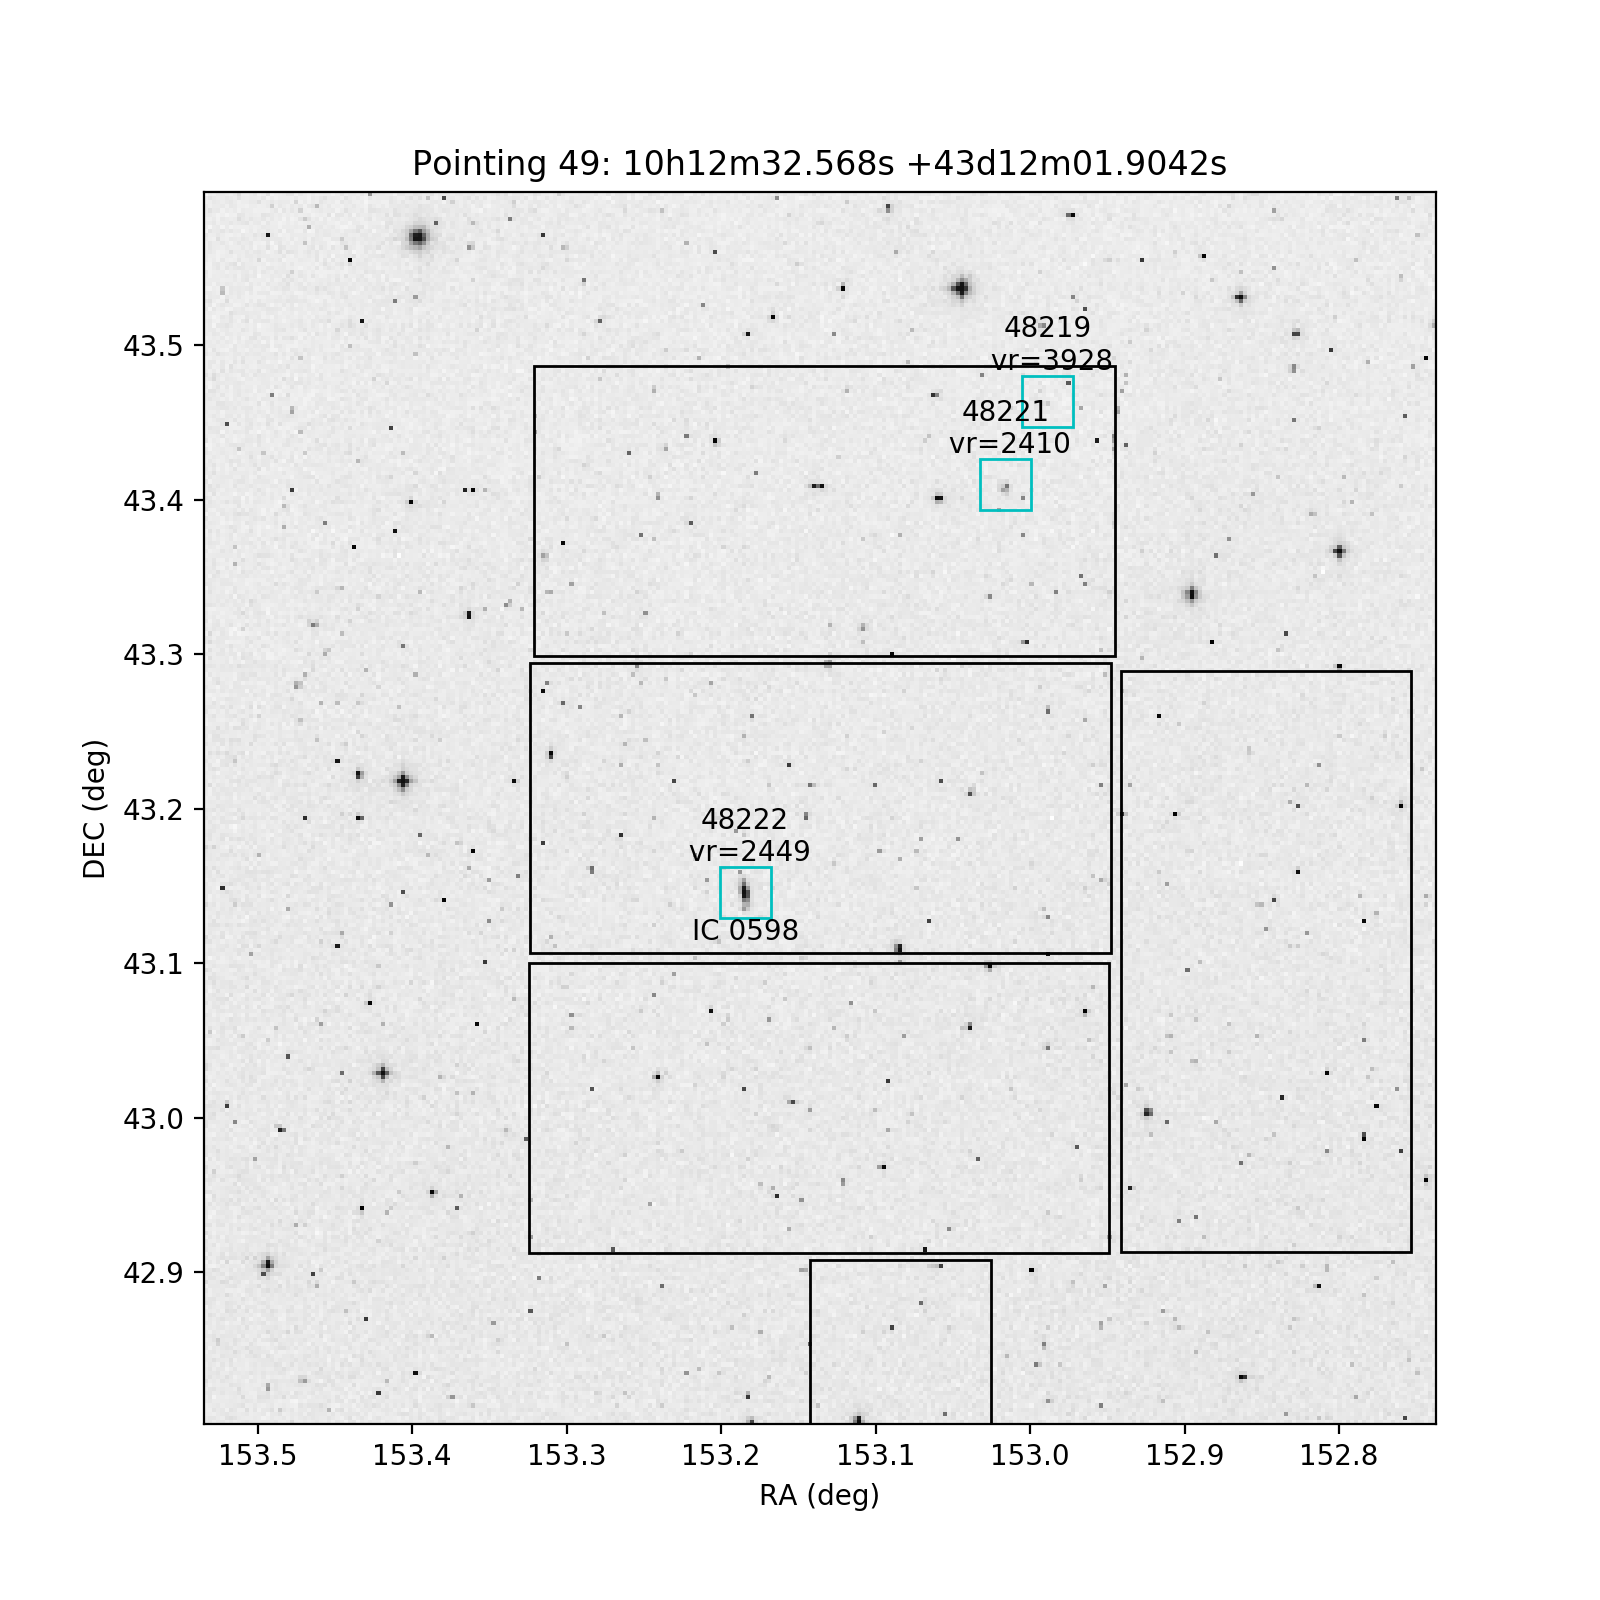 Pointing 49: 10h12m32.568s +43d12m01.9042s
48219
vr=3928
48221
vr=2410
48222
vr=2449
IC 0598
43.5
43.4
43.3
43.2
43.1
43.0
42.9
DEC (deg)
153.5 153.4 153.3 153.2 153.1 153.0 152.9 152.8
RA (deg)